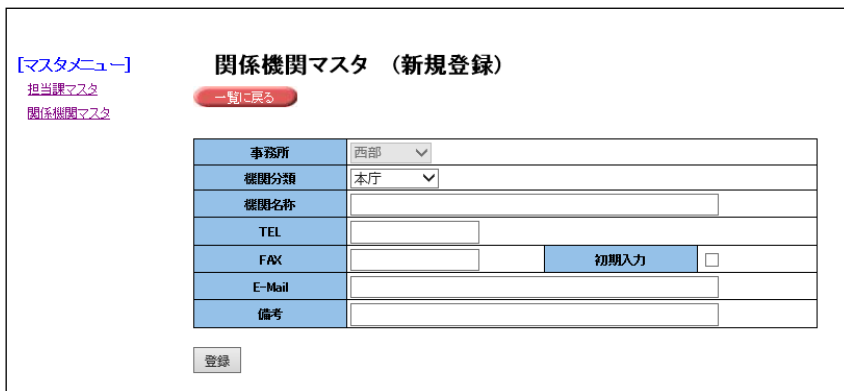 [マスタメニュー]
担当課マスタ
関係機関マスタ
関係機関マスタ （新規登録）
一覧に戻る
事務所 西部
機関分類 本庁
機関名称
TEL
FAX 初期入力
E-Mail
備考
登録